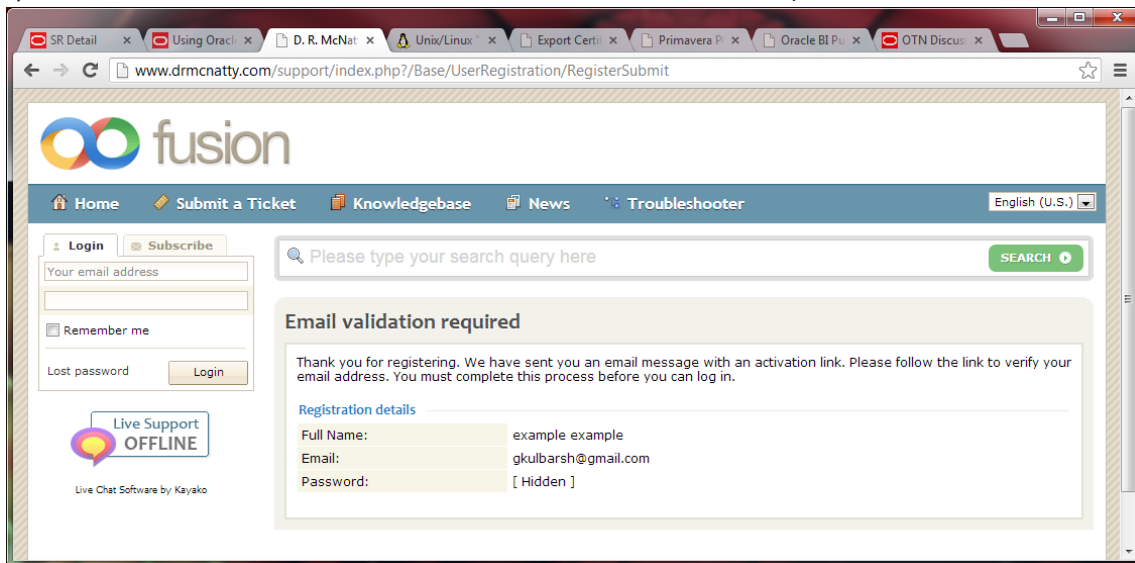 SR Detail
Using Oracl
D. R. McNat
Unix/Linux "
Export Certi
Primavera P
Oracle BI Pu
OTN Discus
www.drmcnatty.com/support/index.php?/Base/UserRegistration/RegisterSubmit
fusion
Home Submit a Ticket Knowledgebase News Troubleshooter English (U.S.)
Login Subscribe
Your email address
Please type your search query here SEARCH
Remember me
Lost password Login
Live Support
OFFLINE
Live Chat Software by Kayako
Email validation required
Thank you for registering. We have sent you an email message with an activation link. Please follow the link to verify your
email address. You must complete this process before you can log in.
Registration details
Full Name: example example
Email: gkulbarsh@gmail.com
Password: [ Hidden ]